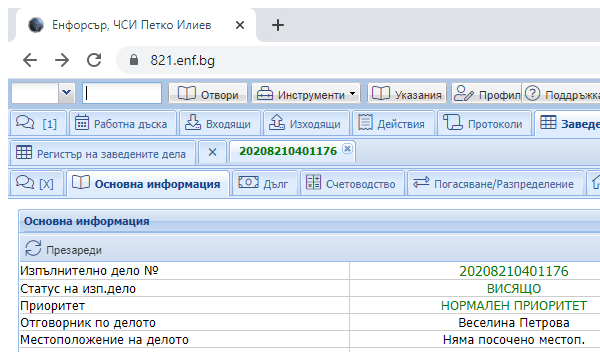 Енфорсър, ЧСИ Петко Илиев
821.enf.bg
Отвори Инструменти Указания Профил Поддръжка
[1] Работна дъска Входящи Изходящи Действия Протоколи Заведе
Регистър на заведените дела 20208210401176
[X] Основна информация Дълг Счетоводство Погасяване/Разпределение
Основна информация
Презареди
Изпълнително дело № 20208210401176
Статус на изп.дело ВИСЯЩО
Приоритет НОРМАЛЕН ПРИОРИТЕТ
Отговорник по делото Веселина Петрова
Местоположение на делото Няма посочено местоп.